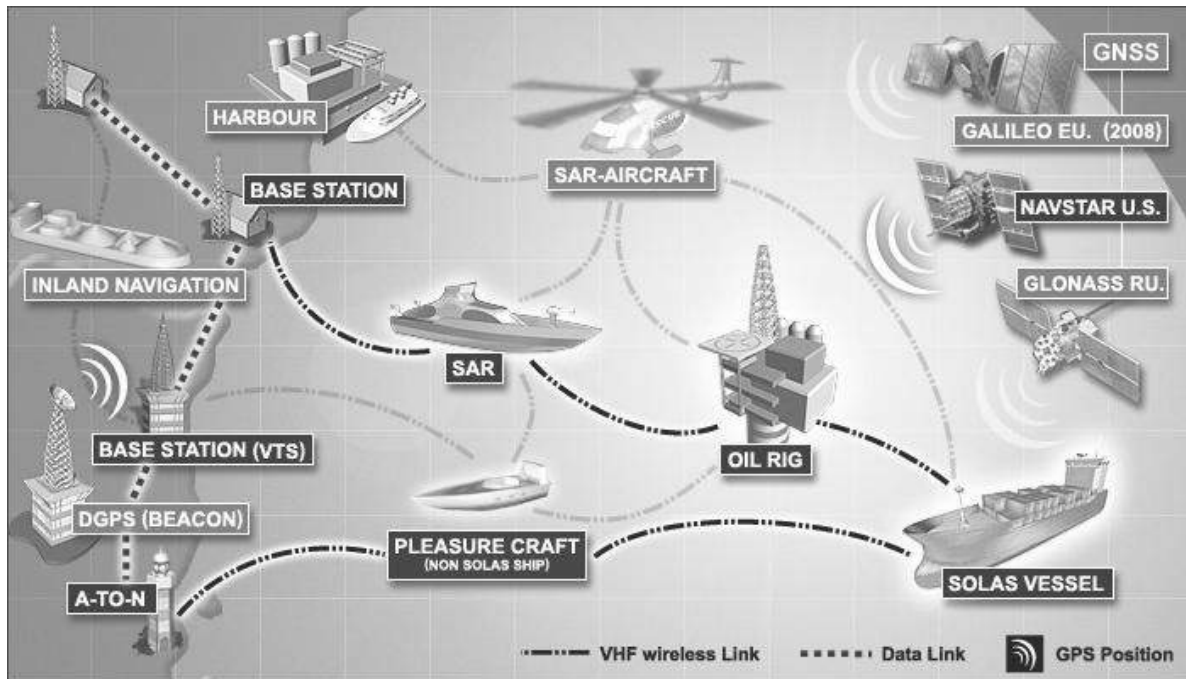 HARBOUR
GNSS
GALILEO EU. (2008)
SAR-AIRCRAFT
BASE STATION
NAVSTAR U.S.
INLAND NAVIGATION
GLONASS RU.
SAR
BASE STATION (VTS)
OIL RIG
DGPS (BEACON)
PLEASURE CRAFT
(NON SOLAS SHIP)
A-TO-N
SOLAS VESSEL
VHF wireless Link
Data Link
GPS Position